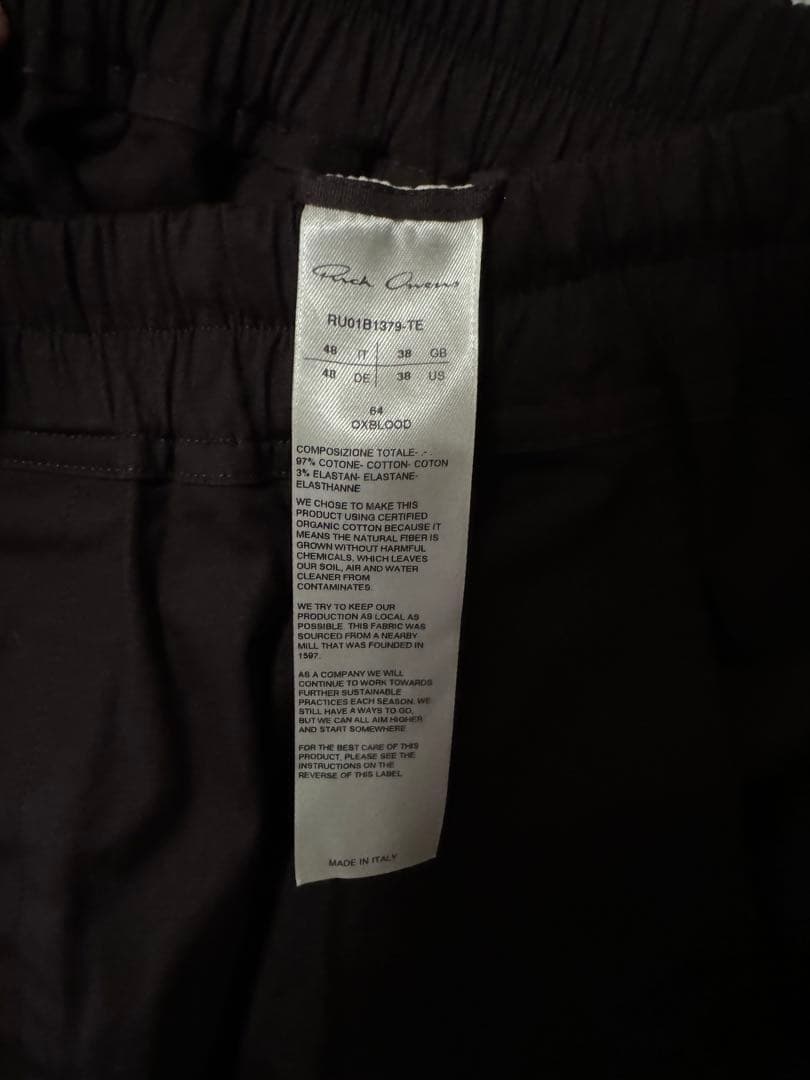 Rick Owens
RU01B1379-TE
48 IT 38 GB
48 DE 38 US
64
OXBLOOD
COMPOSIZIONE TOTALE- .- .
97% COTONE- COTTON- COTON
3% ELASTAN- ELASTANE-
ELASTHANNE
WE CHOSE TO MAKE THIS
PRODUCT USING CERTIFIED
ORGANIC COTTON BECAUSE IT
MEANS THE NATURAL FIBER IS
GROWN WITHOUT HARMFUL
CHEMICALS, WHICH LEAVES
OUR SOIL, AIR AND WATER
CLEANER FROM
CONTAMINATES.
WE TRY TO KEEP OUR
PRODUCTION AS LOCAL AS
POSSIBLE. THIS FABRIC WAS
SOURCED FROM A NEARBY
MILL THAT WAS FOUNDED IN
1597.
AS A COMPANY WE WILL
CONTINUE TO WORK TOWARDS
FURTHER SUSTAINABLE
PRACTICES EACH SEASON. WE
STILL HAVE A WAYS TO GO,
BUT WE CAN ALL AIM HIGHER
AND START SOMEWHERE.
FOR THE BEST CARE OF THIS
PRODUCT, PLEASE SEE THE
INSTRUCTIONS ON THE
REVERSE OF THIS LABEL
MADE IN ITALY